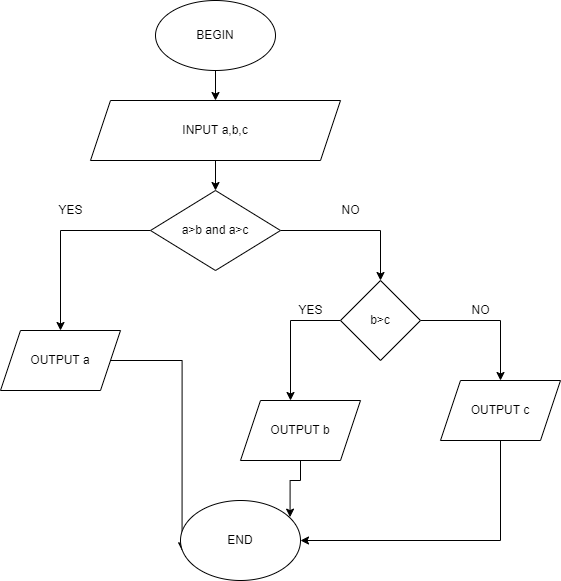 BEGIN
INPUT a,b,c
YES
NO
a>b and a>c
YES
b>c
NO
OUTPUT a
OUTPUT b
OUTPUT c
END